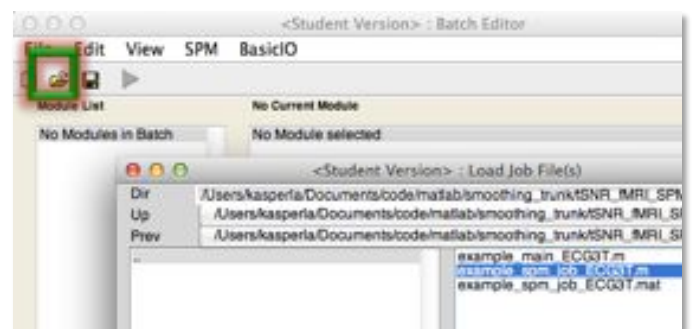 <Student Version> : Batch Editor
File Edit View SPM BasicIO
Module List No Current Module
No Modules in Batch No Module selected
<Student Version> : Load Job File(s)
Dir /Users/kasperla/Documents/code/matlab/smoothing_trunk/tSNR_fMRI_SPM
Up /Users/kasperla/Documents/code/matlab/smoothing_trunk/tSNR_fMRI_S
Prev /Users/kasperla/Documents/code/matlab/smoothing_trunk/tSNR_fMRI_S
..
example_main_ECG3T.m
example_spm_job_ECG3T.m
example_spm_job_ECG3T.mat